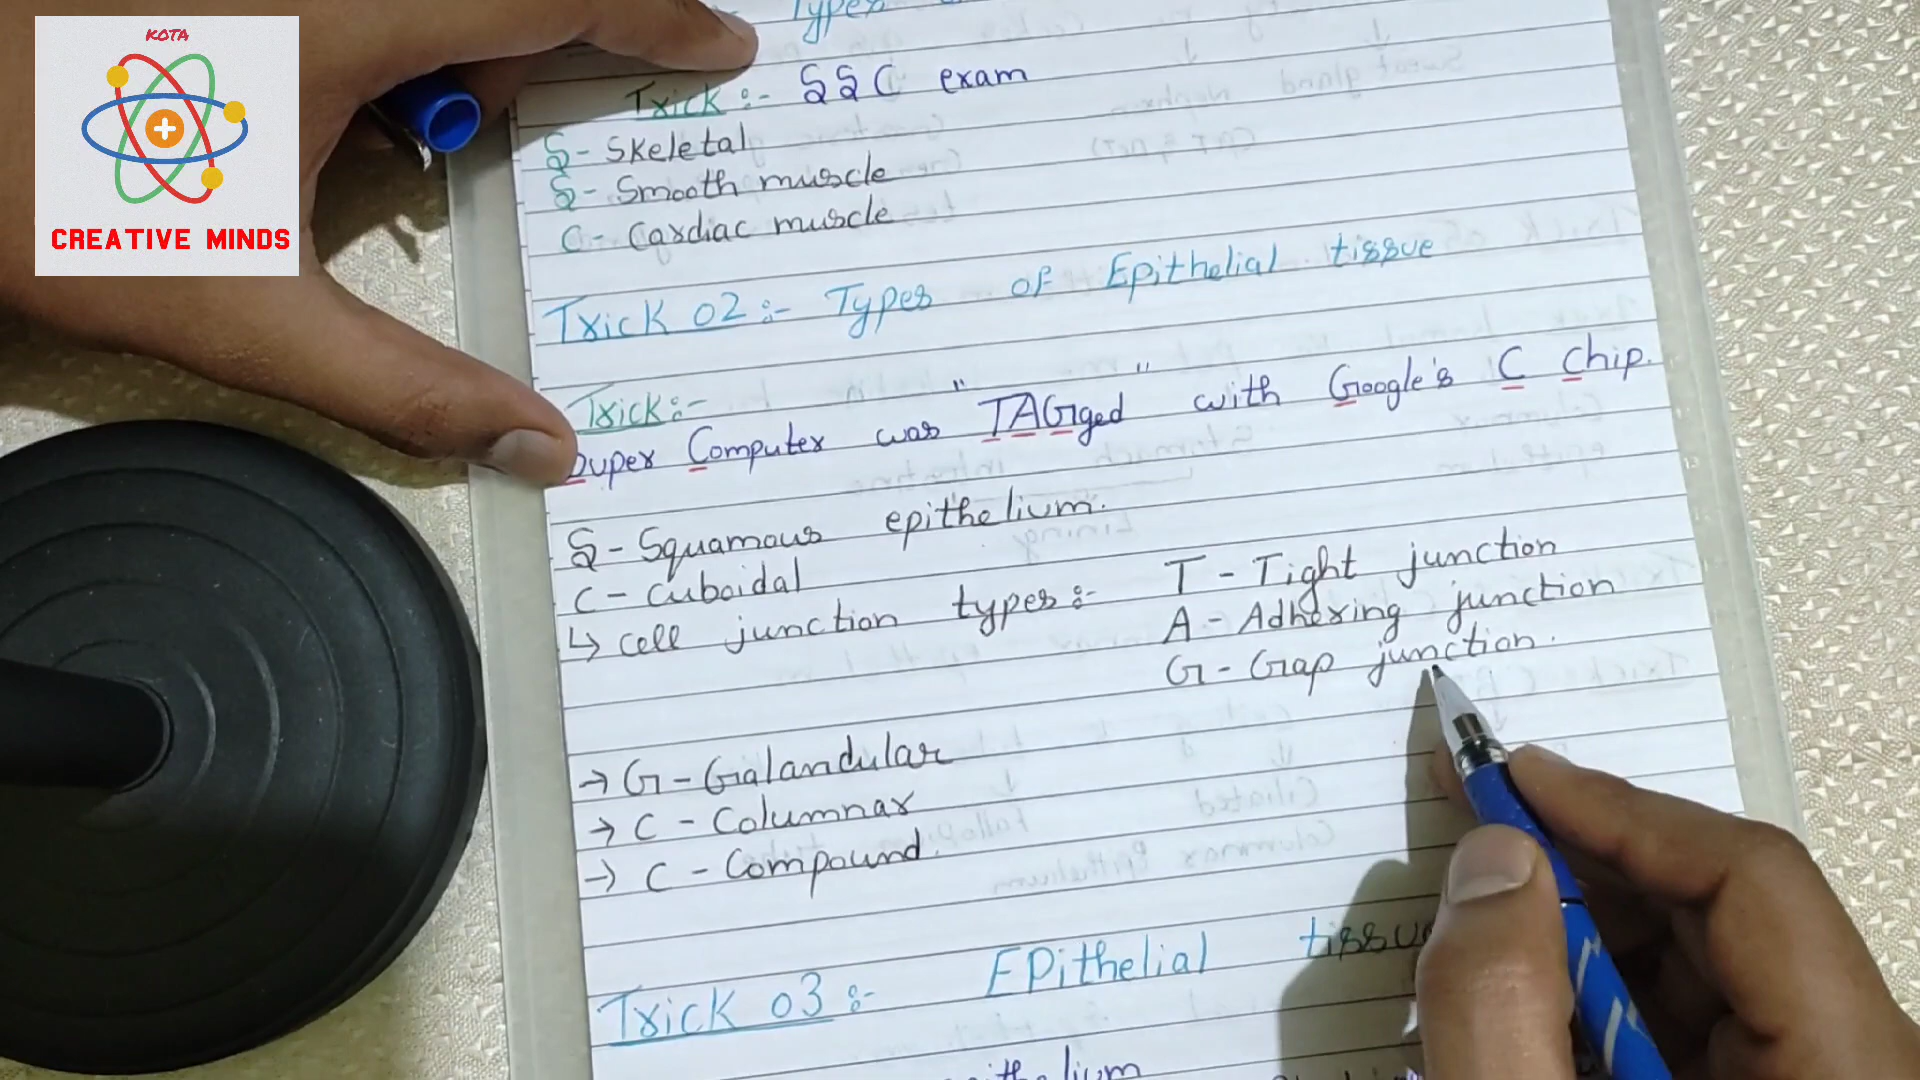 KOTA
CREATIVE MINDS
Types
Trick :- SSC exam
S - Skeletal
S - Smooth muscle
C - Cardiac muscle
Trick 02 :- Types of Epithelial tissue
Trick :-
Super Computer was "TAGged" with Google's C Chip.
S - Squamous epithelium.
C - Cuboidal
↳ cell junction types :-
T - Tight junction
A - Adhering junction
G - Gap junction.
→ G - Galandular
→ C - Columnar
→ C - Compound.
Trick 03 :- EPithelial tissue